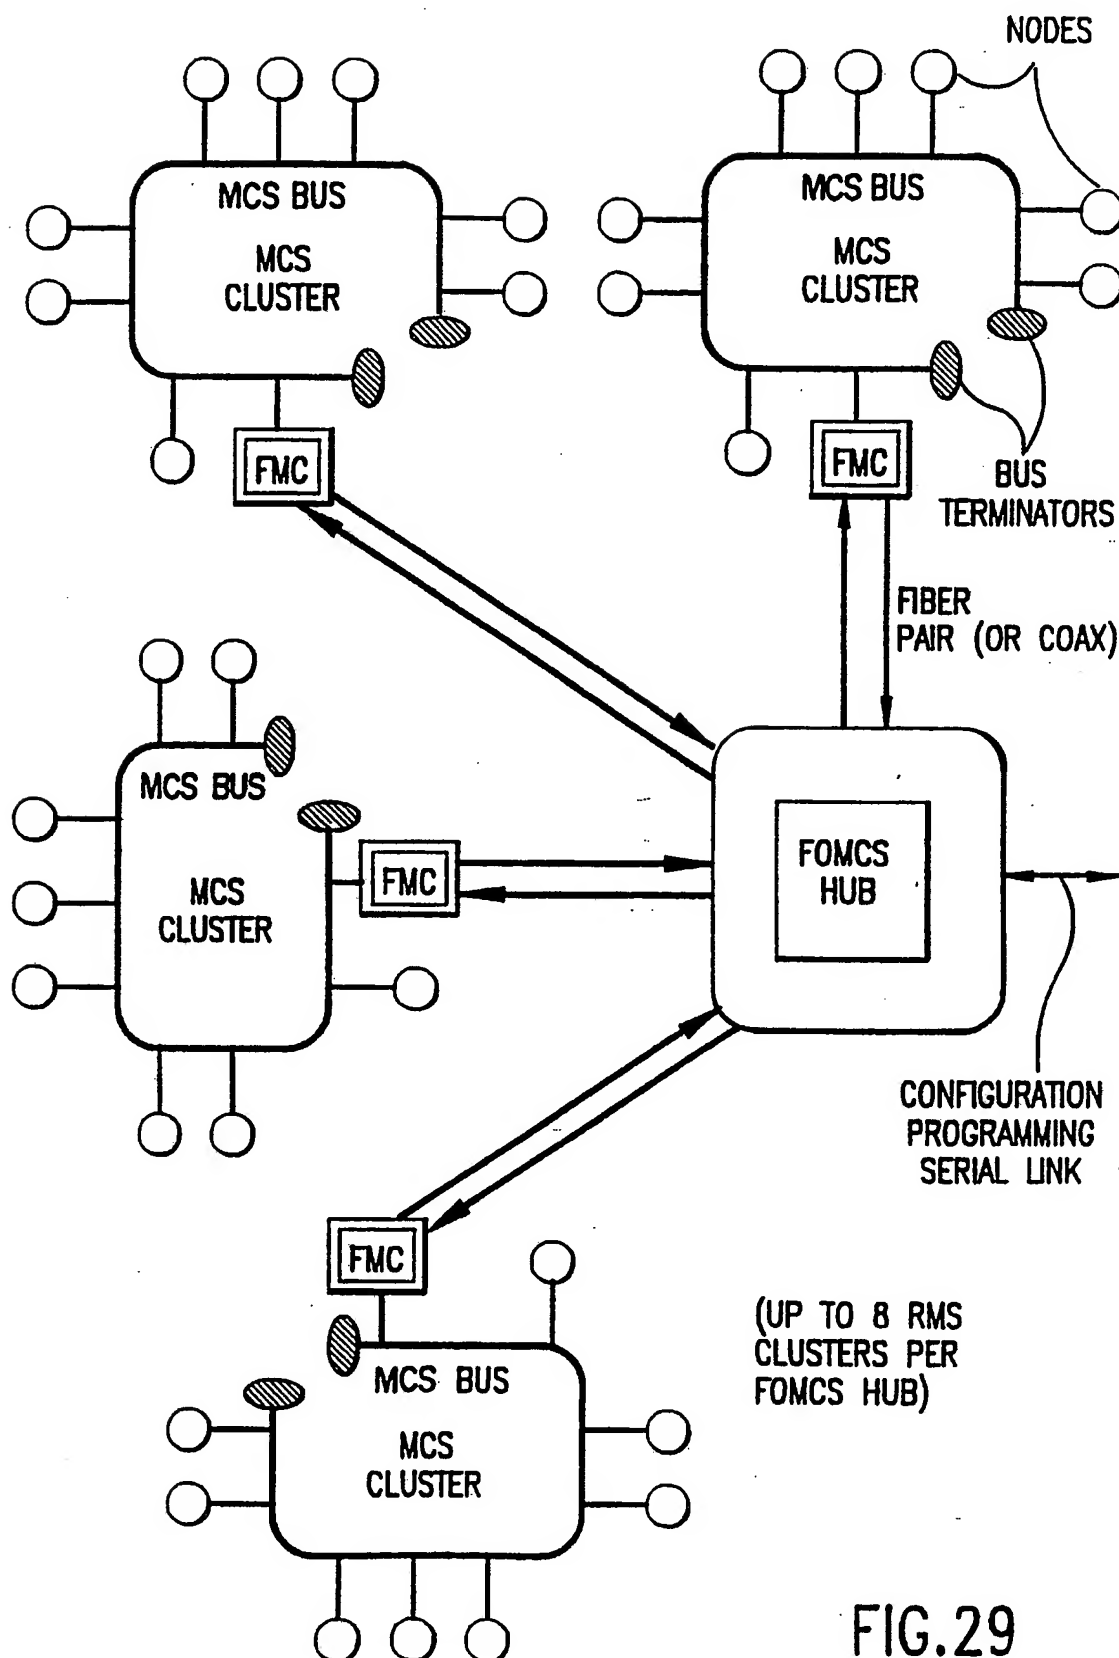 NODES
MCS BUS
MCS
CLUSTER
MCS BUS
MCS
CLUSTER
FMC
FMC
BUS
TERMINATORS
FIBER
PAIR (OR COAX)
MCS BUS
MCS
CLUSTER
FMC
FOMCS
HUB
CONFIGURATION
PROGRAMMING
SERIAL LINK
FMC
MCS BUS
MCS
CLUSTER
(UP TO 8 RMS
CLUSTERS PER
FOMCS HUB)
FIG.29